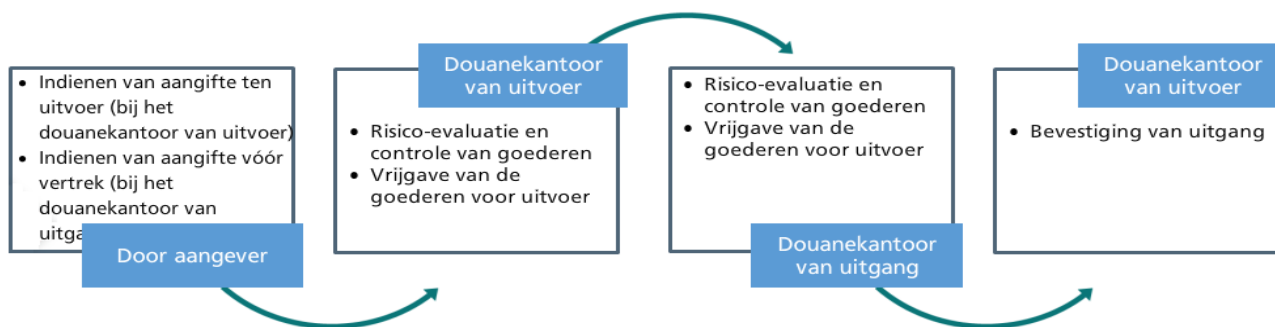 • Indienen van aangifte ten
uitvoer (bij het
douanekantoor van uitvoer)
• Indienen van aangifte vóór
vertrek (bij het
douanekantoor van
Door aangever
Douanekantoor
van uitvoer
• Risico-evaluatie en
controle van goederen
• Vrijgave van de
goederen voor uitvoer
• Risico-evaluatie en
controle van goederen
• Vrijgave van de
goederen voor uitvoer
Douanekantoor
van uitgang
Douanekantoor
van uitvoer
• Bevestiging van uitgang